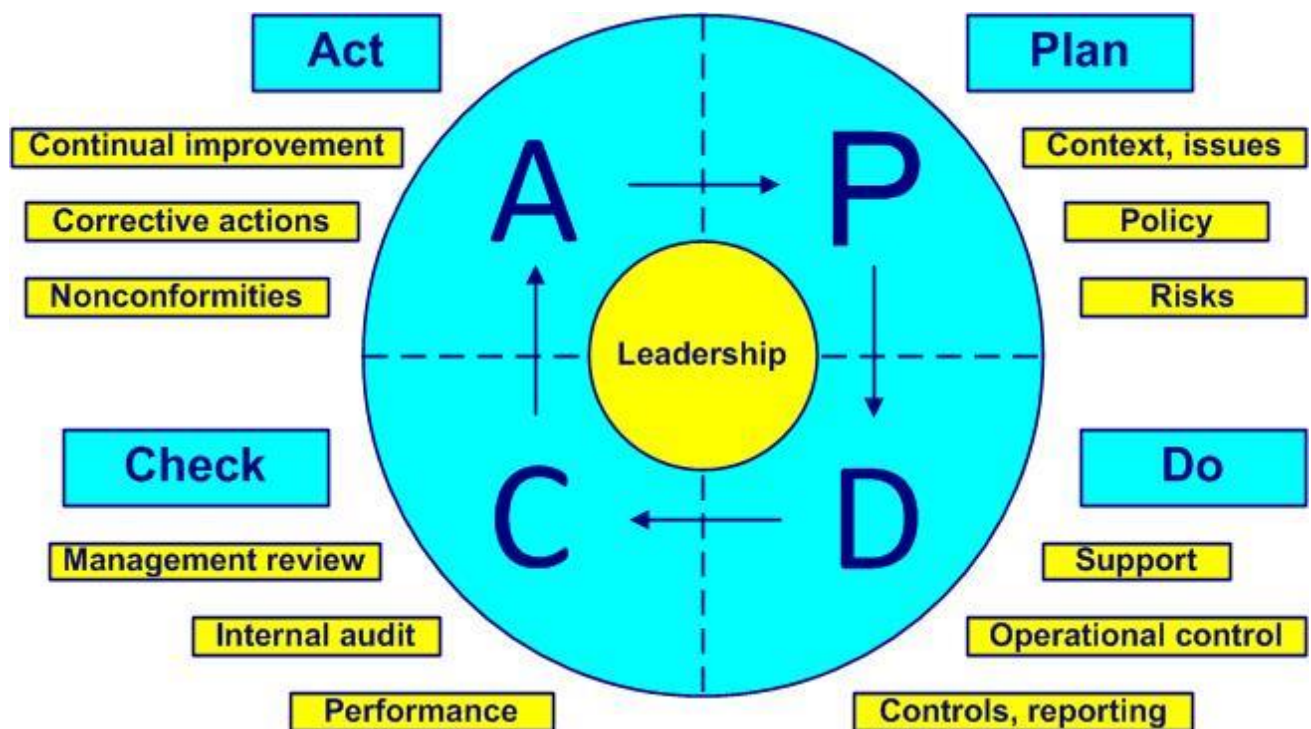 Act
Plan
Continual improvement
Context, issues
A
P
Corrective actions
Policy
Nonconformities
Risks
Leadership
Check
Do
C
D
Management review
Support
Internal audit
Operational control
Performance
Controls, reporting